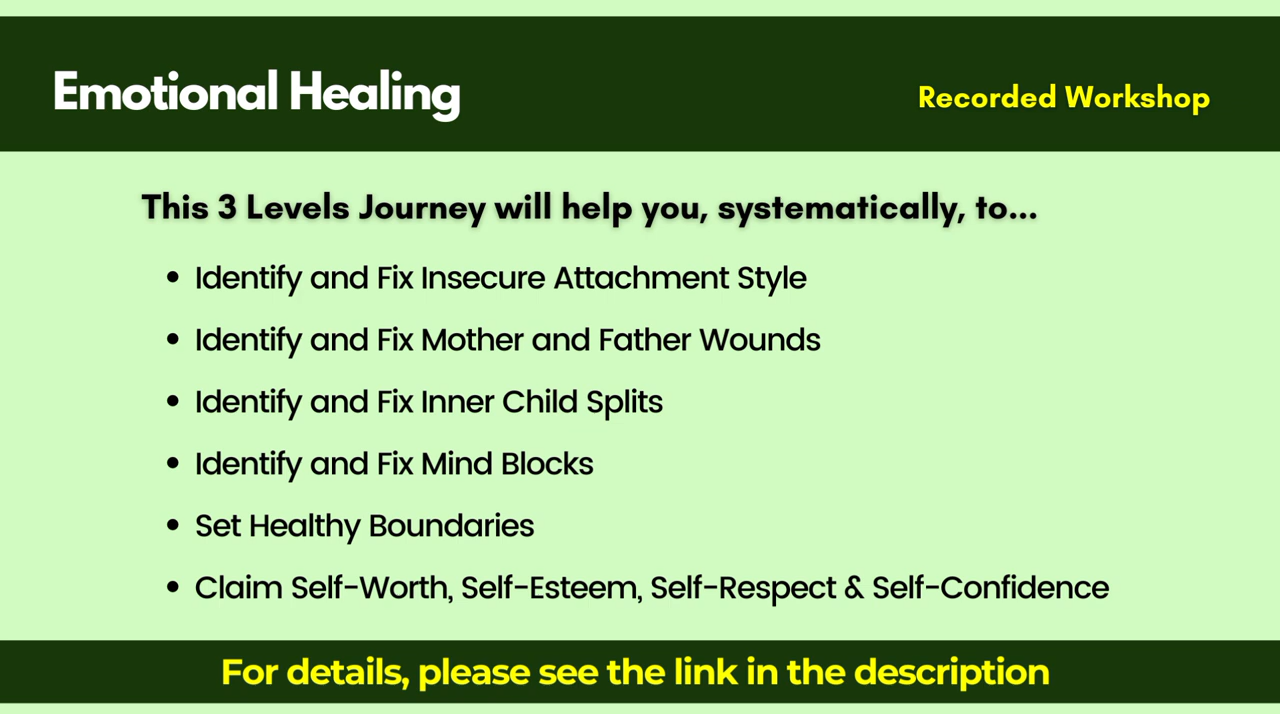 Emotional Healing
Recorded Workshop
This 3 Levels Journey will help you, systematically, to...
• Identify and Fix Insecure Attachment Style
• Identify and Fix Mother and Father Wounds
• Identify and Fix Inner Child Splits
• Identify and Fix Mind Blocks
• Set Healthy Boundaries
• Claim Self-Worth, Self-Esteem, Self-Respect & Self-Confidence
For details, please see the link in the description